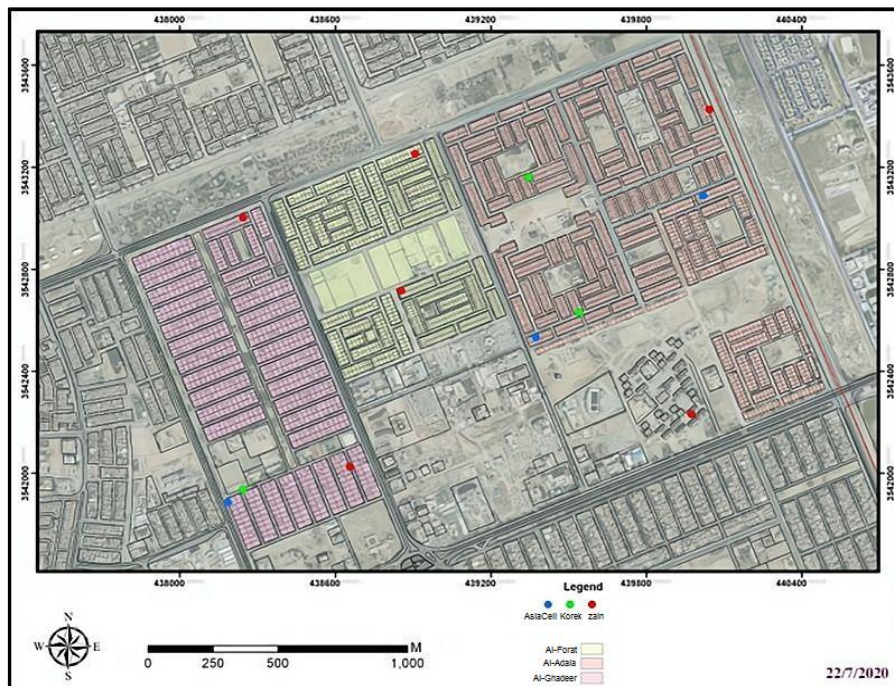 438000 438600 439200 439800 440400
3543600 3543600
3543200 3543200
3542800 3542800
3542400 3542400
3542000 3542000
438000 438600 439200 439800 440400
Legend
AsiaCell Korek zain
Al-Forat
Al-Adala
Al-Ghadeer
N
W E
S
M
0 250 500 1,000
22/7/2020